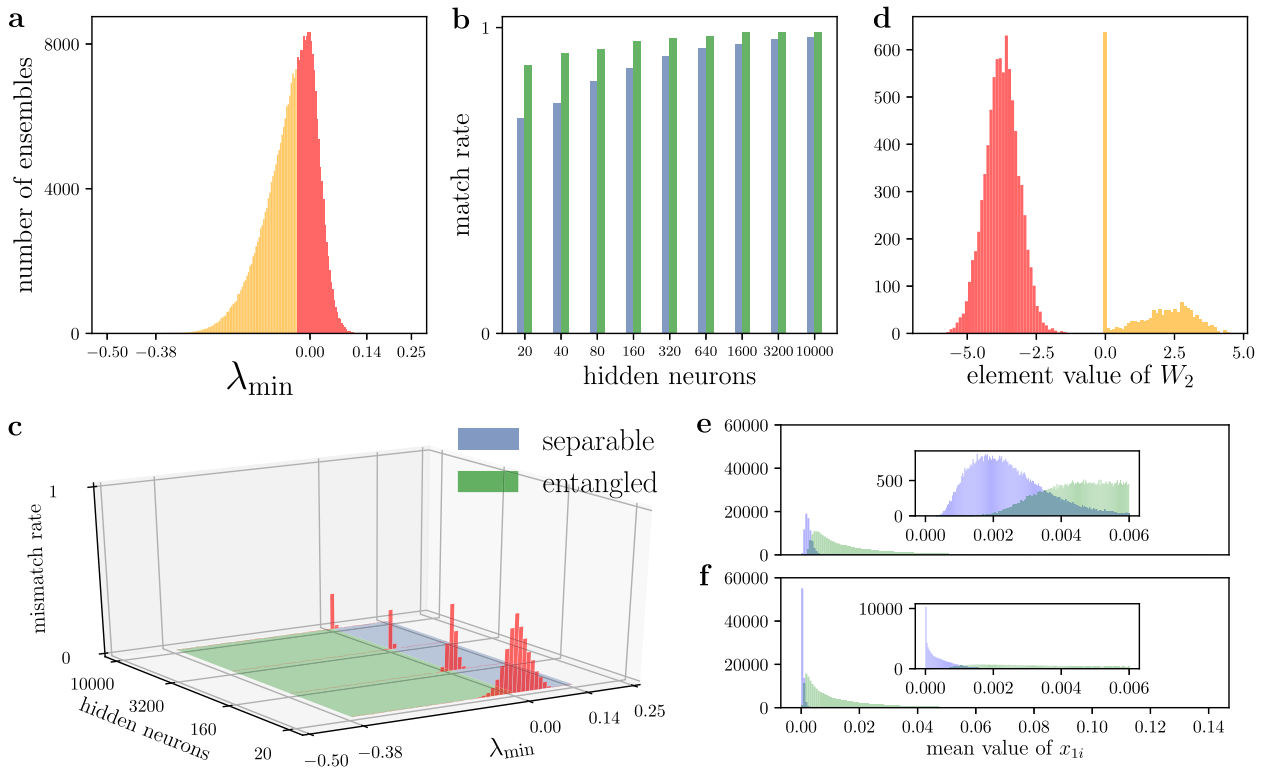 a
8000
4000
0
number of ensembles
−0.50 −0.38 0.00 0.14 0.25
λmin
b
1
0
match rate
20 40 80 160 320 640 1600 3200 10000
hidden neurons
d
600
500
400
300
200
100
0
−5.0 −2.5 0.0 2.5 5.0
element value of W2
c
separable
entangled
1
0
mismatch rate
10000
3200
160
20
hidden neurons
−0.50
−0.38
0.00
0.14
0.25
λmin
e
60000
40000
20000
0
500
0
0.000 0.002 0.004 0.006
f
60000
40000
20000
0
10000
0
0.000 0.002 0.004 0.006
0.00 0.02 0.04 0.06 0.08 0.10 0.12 0.14
mean value of x1i